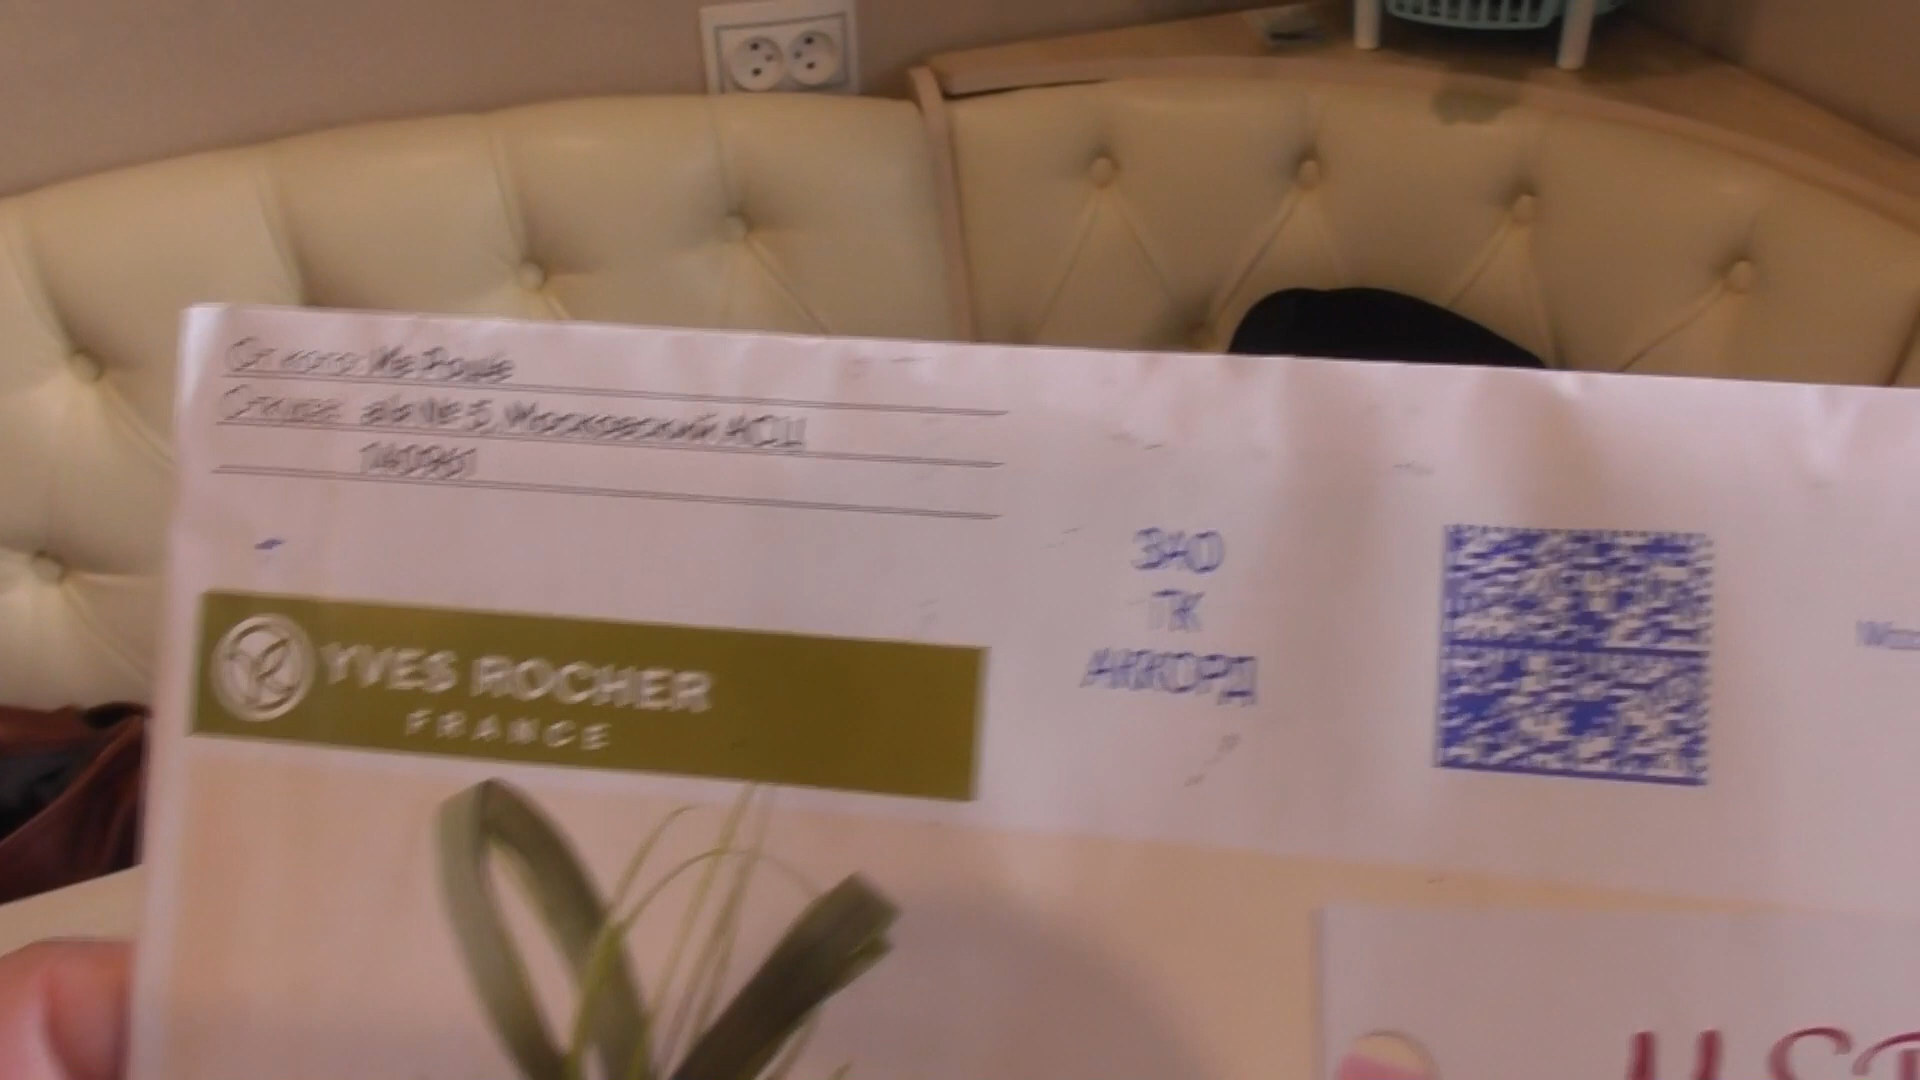 От кого: Ив Роше
Откуда: а/я № 5, Московский АСЦ
140961
ЗАО
ТК
АККОРД
YVES ROCHER
FRANCE